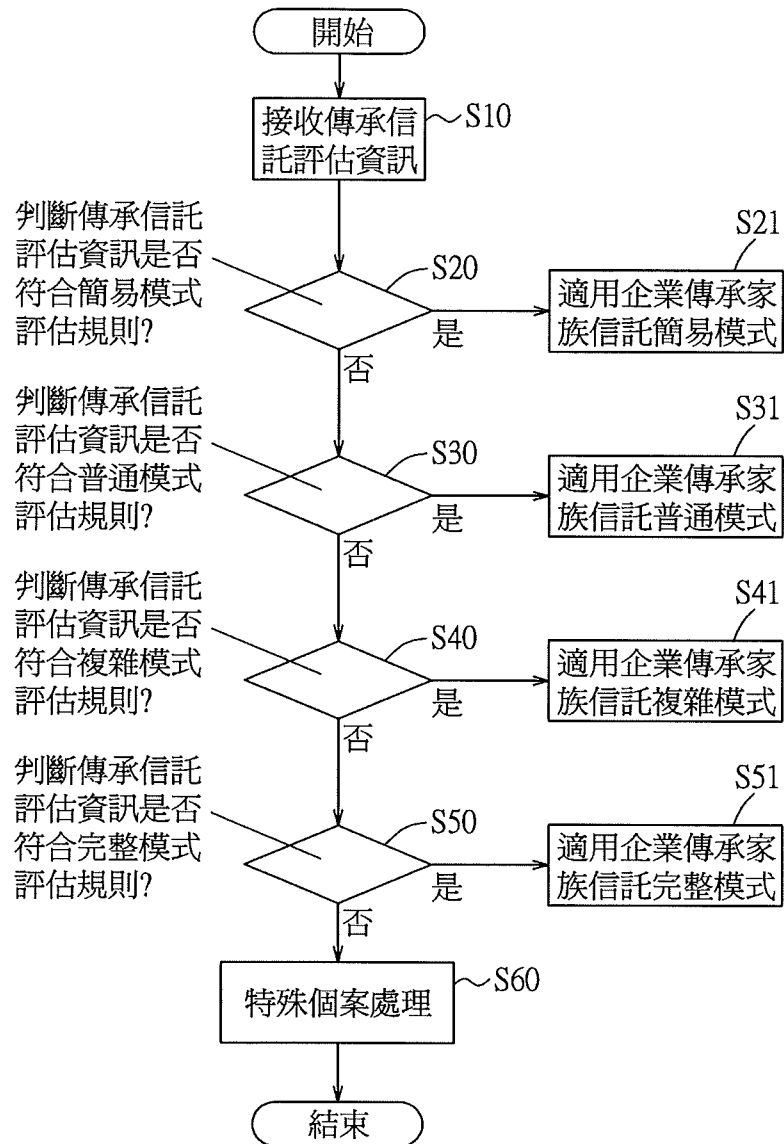 開始
接收傳承信
託評估資訊
S10
判斷傳承信託
評估資訊是否
符合簡易模式
評估規則?
S20
是
否
S21
適用企業傳承家
族信託簡易模式
判斷傳承信託
評估資訊是否
符合普通模式
評估規則?
S30
是
否
S31
適用企業傳承家
族信託普通模式
判斷傳承信託
評估資訊是否
符合複雜模式
評估規則?
S40
是
否
S41
適用企業傳承家
族信託複雜模式
判斷傳承信託
評估資訊是否
符合完整模式
評估規則?
S50
是
否
S51
適用企業傳承家
族信託完整模式
特殊個案處理
S60
結束